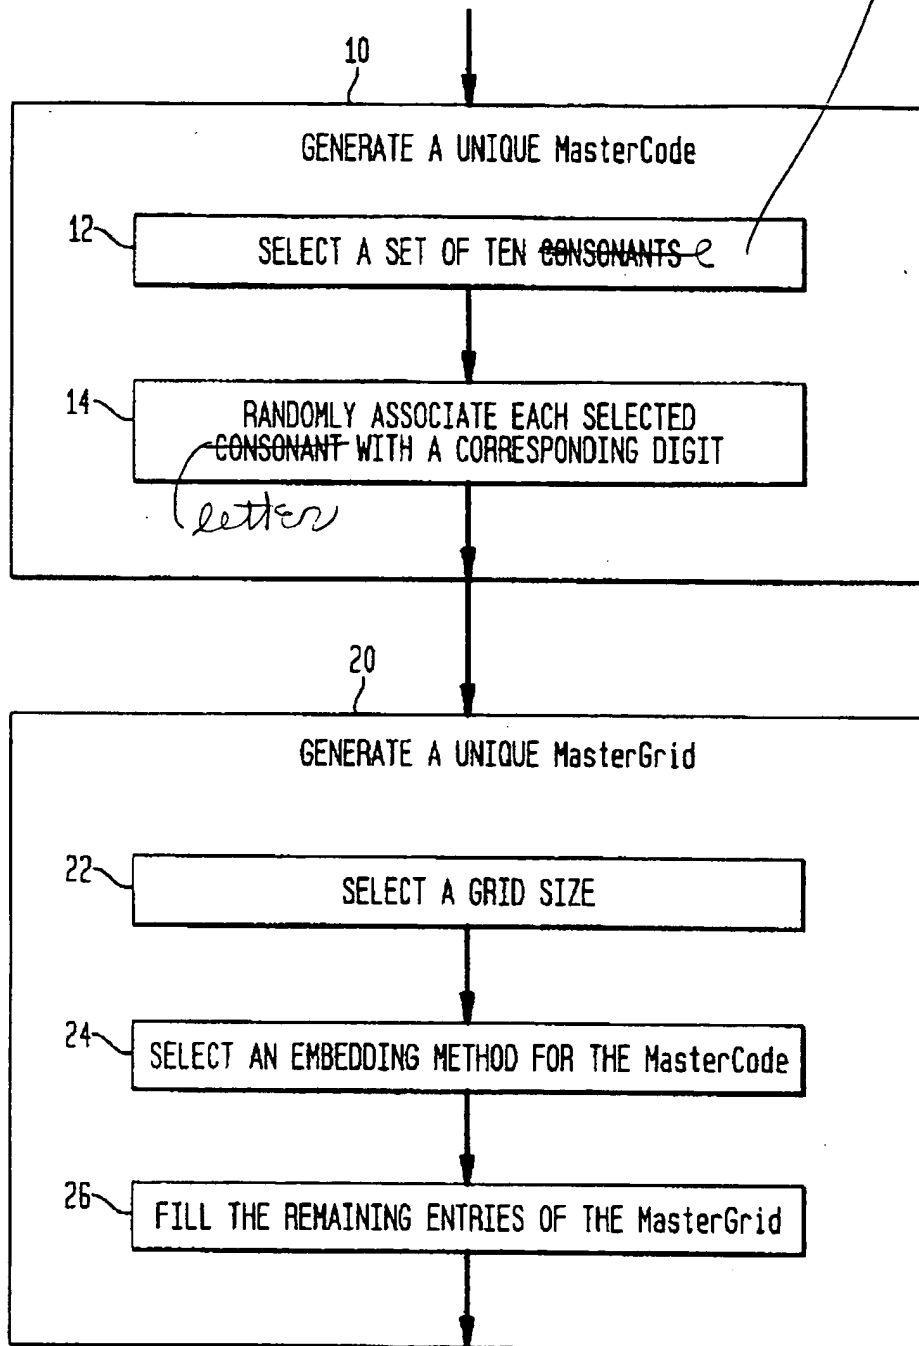 10
GENERATE A UNIQUE MasterCode
12
SELECT A SET OF TEN CONSONANTS
14
RANDOMLY ASSOCIATE EACH SELECTED
CONSONANT WITH A CORRESPONDING DIGIT
letter
20
GENERATE A UNIQUE MasterGrid
22
SELECT A GRID SIZE
24
SELECT AN EMBEDDING METHOD FOR THE MasterCode
26
FILL THE REMAINING ENTRIES OF THE MasterGrid